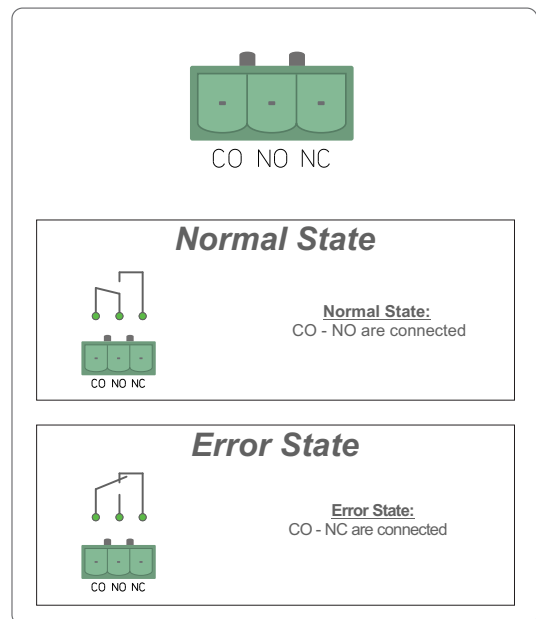 CO NO NC
Normal State
Normal State:
CO - NO are connected
CO NO NC
Error State
Error State:
CO - NC are connected
CO NO NC